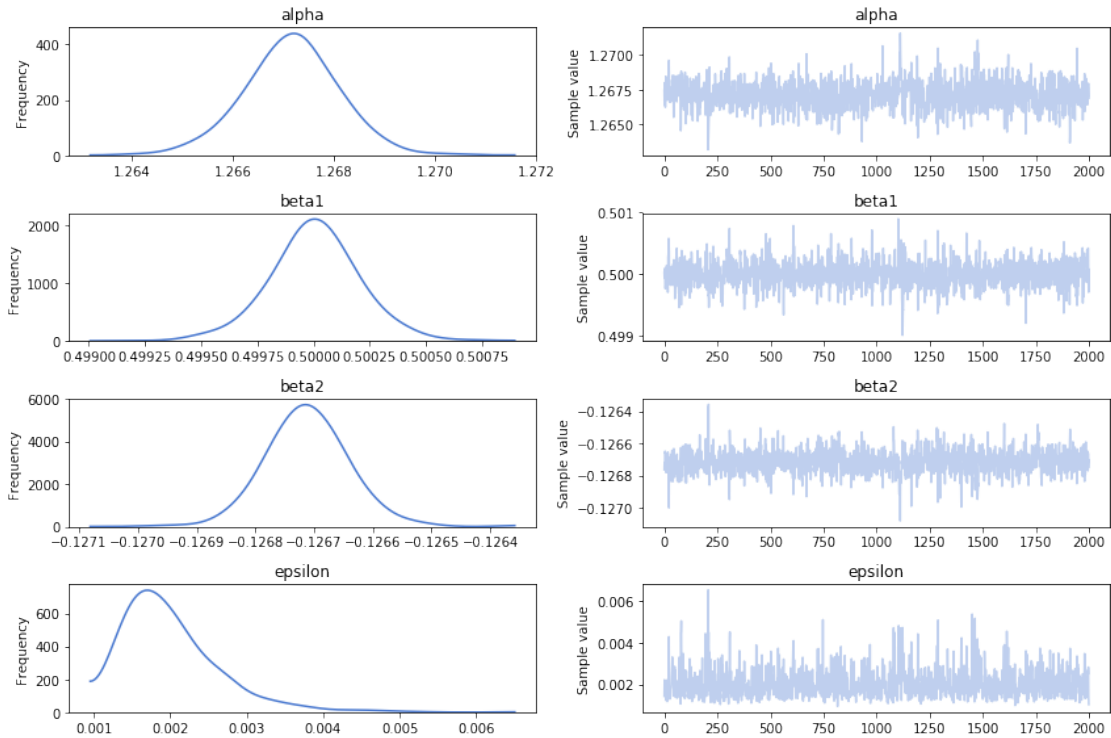 alpha
Frequency
400
200
0
1.264 1.266 1.268 1.270 1.272
alpha
Sample value
1.2700
1.2675
1.2650
0 250 500 750 1000 1250 1500 1750 2000
beta1
Frequency
2000
1000
0
0.49900 0.49925 0.49950 0.49975 0.50000 0.50025 0.50050 0.50075
beta1
Sample value
0.501
0.500
0.499
0 250 500 750 1000 1250 1500 1750 2000
beta2
Frequency
6000
4000
2000
0
−0.1271 −0.1270 −0.1269 −0.1268 −0.1267 −0.1266 −0.1265 −0.1264
beta2
Sample value
−0.1264
−0.1266
−0.1268
−0.1270
0 250 500 750 1000 1250 1500 1750 2000
epsilon
Frequency
600
400
200
0
0.001 0.002 0.003 0.004 0.005 0.006
epsilon
Sample value
0.006
0.004
0.002
0 250 500 750 1000 1250 1500 1750 2000